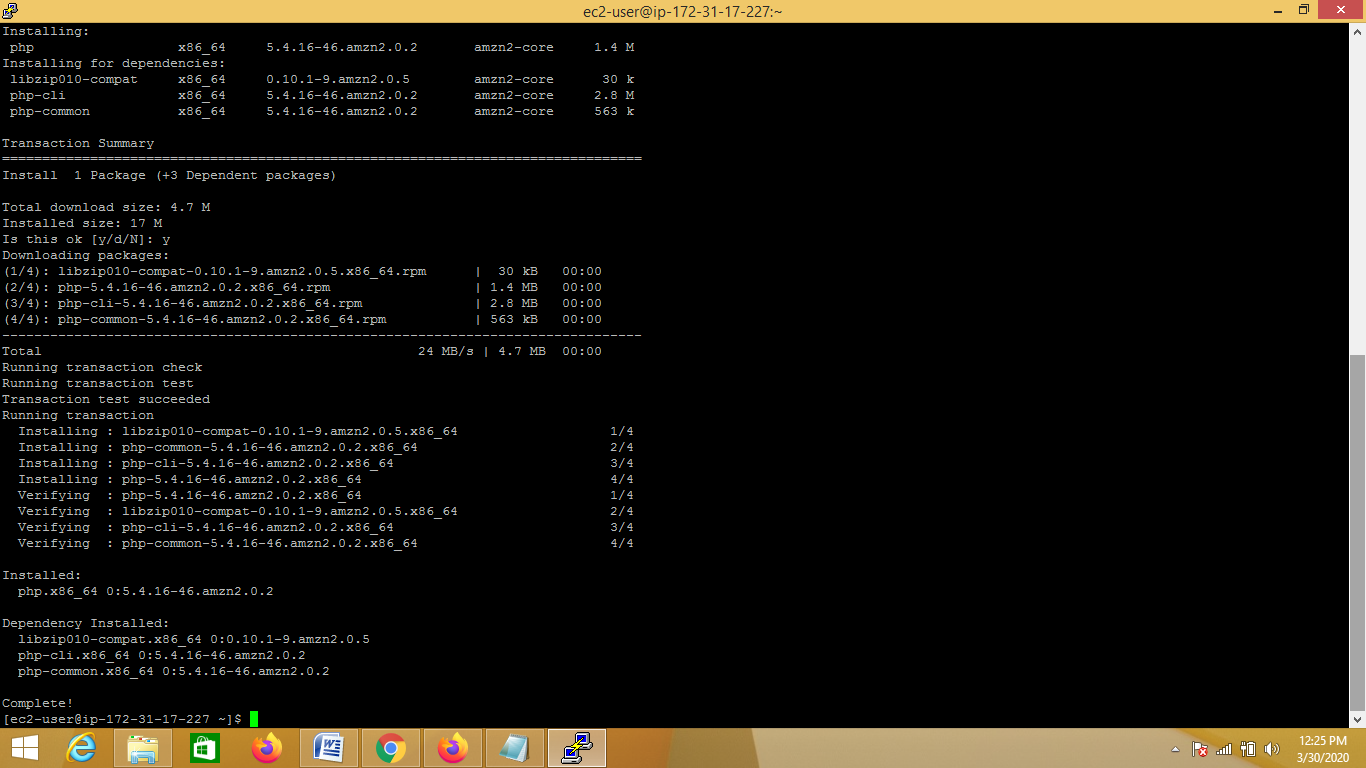 ec2-user@ip-172-31-17-227:~
Installing:
 php                 x86_64     5.4.16-46.amzn2.0.2       amzn2-core     1.4 M
Installing for dependencies:
 libzip010-compat    x86_64     0.10.1-9.amzn2.0.5        amzn2-core      30 k
 php-cli             x86_64     5.4.16-46.amzn2.0.2       amzn2-core     2.8 M
 php-common          x86_64     5.4.16-46.amzn2.0.2       amzn2-core     563 k
Transaction Summary
================================================================================
Install  1 Package (+3 Dependent packages)
Total download size: 4.7 M
Installed size: 17 M
Is this ok [y/d/N]: y
Downloading packages:
(1/4): libzip010-compat-0.10.1-9.amzn2.0.5.x86_64.rpm      |  30 kB   00:00
(2/4): php-5.4.16-46.amzn2.0.2.x86_64.rpm                  | 1.4 MB   00:00
(3/4): php-cli-5.4.16-46.amzn2.0.2.x86_64.rpm              | 2.8 MB   00:00
(4/4): php-common-5.4.16-46.amzn2.0.2.x86_64.rpm           | 563 kB   00:00
--------------------------------------------------------------------------------
Total                                               24 MB/s | 4.7 MB  00:00
Running transaction check
Running transaction test
Transaction test succeeded
Running transaction
  Installing : libzip010-compat-0.10.1-9.amzn2.0.5.x86_64                   1/4
  Installing : php-common-5.4.16-46.amzn2.0.2.x86_64                        2/4
  Installing : php-cli-5.4.16-46.amzn2.0.2.x86_64                           3/4
  Installing : php-5.4.16-46.amzn2.0.2.x86_64                               4/4
  Verifying  : php-5.4.16-46.amzn2.0.2.x86_64                               1/4
  Verifying  : libzip010-compat-0.10.1-9.amzn2.0.5.x86_64                   2/4
  Verifying  : php-cli-5.4.16-46.amzn2.0.2.x86_64                           3/4
  Verifying  : php-common-5.4.16-46.amzn2.0.2.x86_64                        4/4
Installed:
  php.x86_64 0:5.4.16-46.amzn2.0.2
Dependency Installed:
  libzip010-compat.x86_64 0:0.10.1-9.amzn2.0.5
  php-cli.x86_64 0:5.4.16-46.amzn2.0.2
  php-common.x86_64 0:5.4.16-46.amzn2.0.2
Complete!
[ec2-user@ip-172-31-17-227 ~]$
12:25 PM
3/30/2020